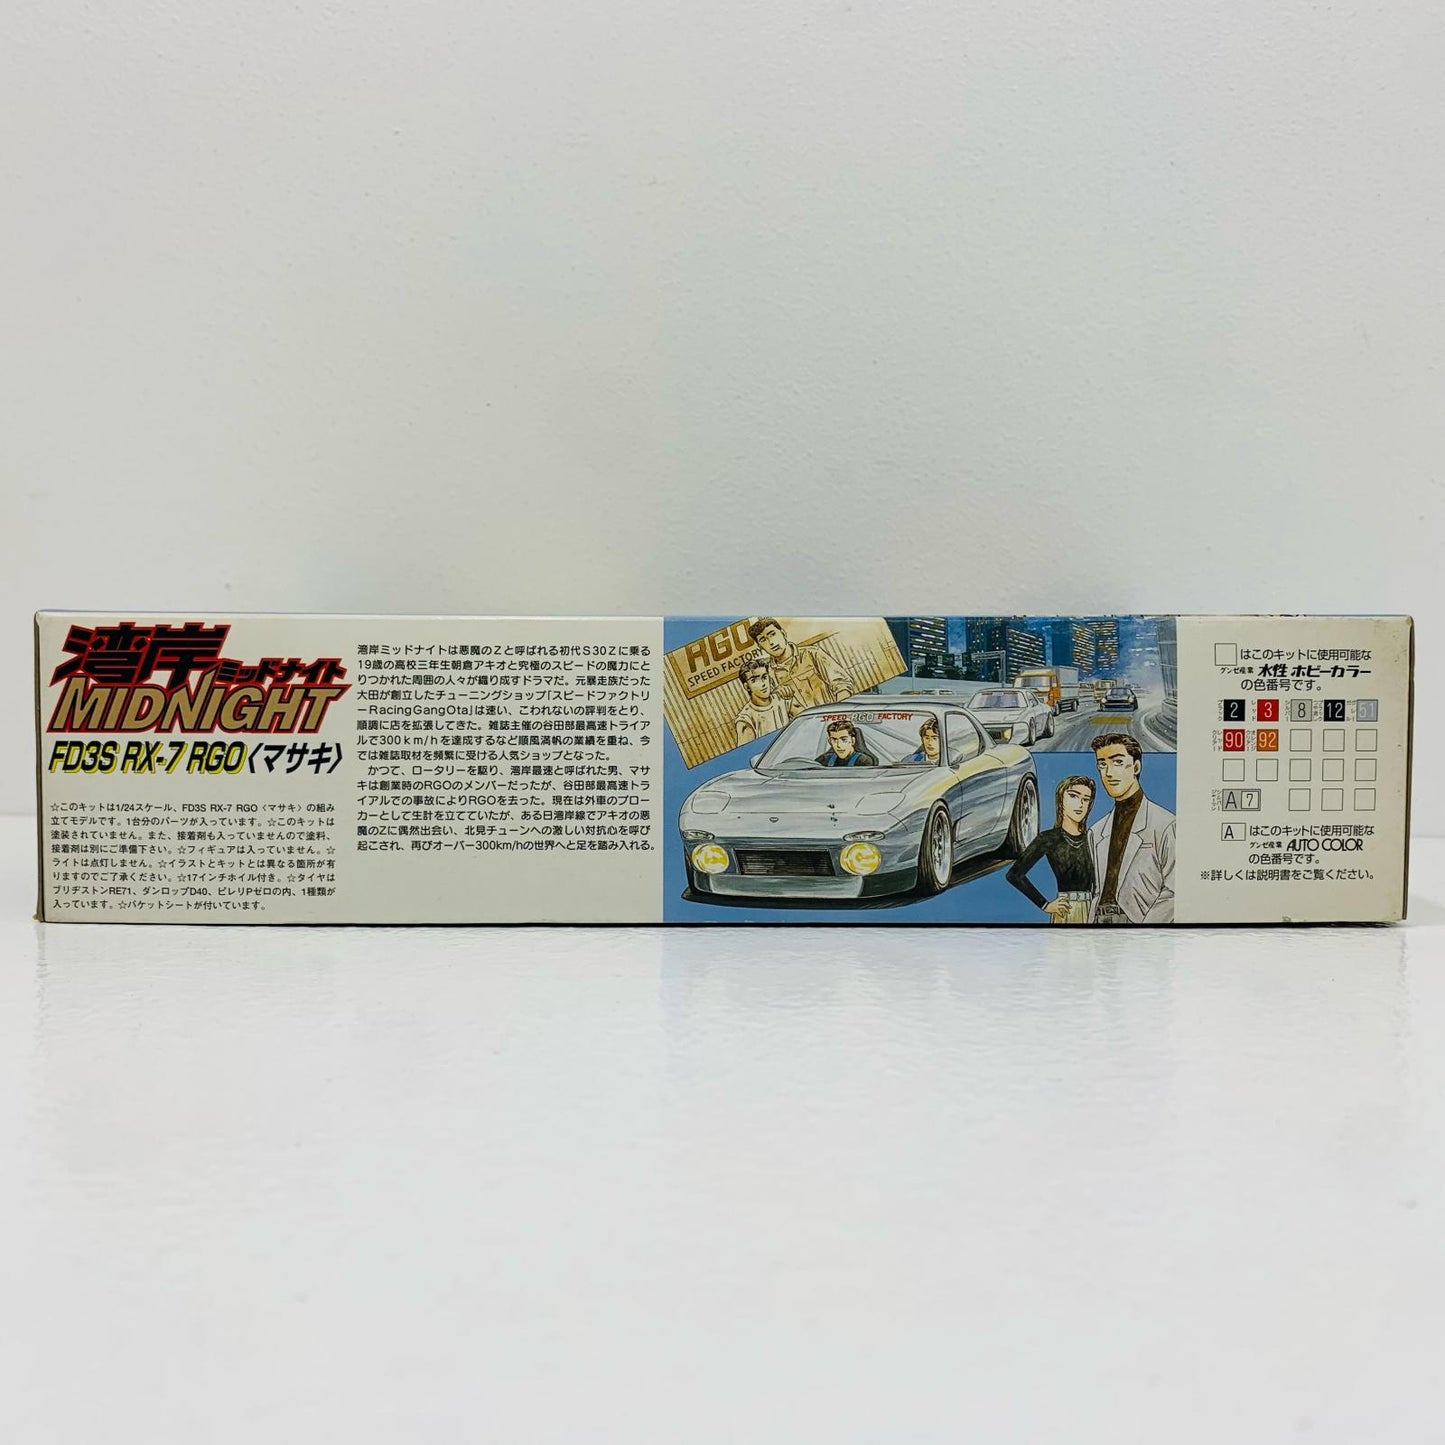 湾岸ミッドナイト
MIDNIGHT
FD3S RX-7 RGO〈マサキ〉
☆このキットは1/24スケール、FD3S RX-7 RGO〈マサキ〉の組み
立てモデルです。1台分のパーツが入っています。☆このキットは
塗装されていません。また、接着剤も入っていませんので塗料、
接着剤は別にご準備下さい。☆フィギュアは入っていません。☆
ライトは点灯しません。☆イラストとキットとは異なる箇所が有
りますのでご了承ください。☆17インチホイル付き。☆タイヤは
ブリヂストンRE71、ダンロップD40、ピレリPゼロの内、1種類が
入っています。☆バケットシートが付いています。
湾岸ミッドナイトは悪魔のZと呼ばれる初代S30Zに乗る
19歳の高校三年生朝倉アキオと究極のスピードの魔力にと
りつかれた周囲の人々が織り成すドラマだ。元暴走族だった
大田が創立したチューニングショップ「スピードファクトリ
ーRacingGangOta」は速い、こわれないの評判をとり、
順調に店を拡張してきた。雑誌主催の谷田部最高速トライア
ルで300km/hを達成するなど順風満帆の業績を重ね、今
では雑誌取材を頻繁に受ける人気ショップとなった。
かつて、ロータリーを駆り、湾岸最速と呼ばれた男、マサ
キは創業時のRGOのメンバーだったが、谷田部最高速トラ
イアルでの事故によりRGOを去った。現在は外車のブロー
カーとして生計を立てていたが、ある日湾岸線でアキオの悪
魔のZに偶然出会い、北見チューンへの激しい対抗心を呼び
起こされ、再びオーバー300km/hの世界へと足を踏み入れる。
RGO
SPEED FACTORY
SPEED RGO FACTORY
□はこのキットに使用可能な
グンゼ産業 水性ホビーカラー
の色番号です。
2 3 8 12 51
90 92
A 7
A はこのキットに使用可能な
グンゼ産業 AUTO COLOR
の色番号です。
※詳しくは説明書をご覧ください。